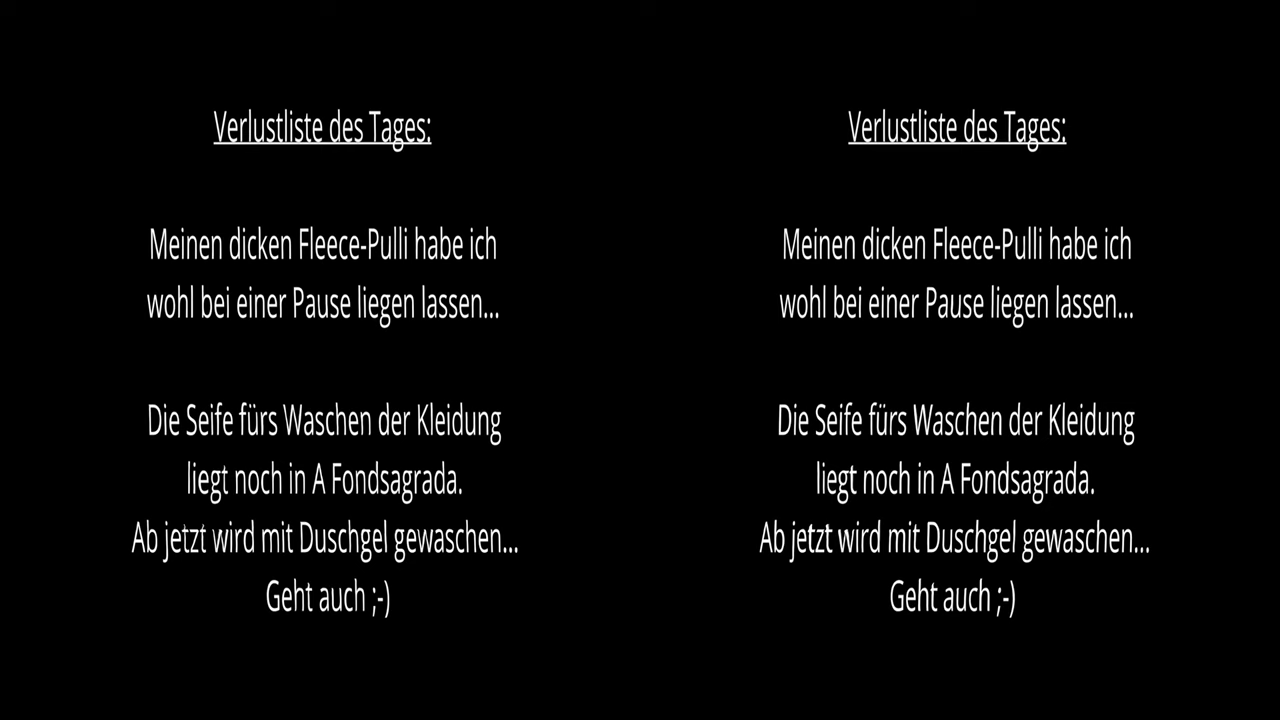 Verlustliste des Tages:
Meinen dicken Fleece-Pulli habe ich
wohl bei einer Pause liegen lassen...
Die Seife fürs Waschen der Kleidung
liegt noch in A Fondsagrada.
Ab jetzt wird mit Duschgel gewaschen...
Geht auch ;-)
Verlustliste des Tages:
Meinen dicken Fleece-Pulli habe ich
wohl bei einer Pause liegen lassen...
Die Seife fürs Waschen der Kleidung
liegt noch in A Fondsagrada.
Ab jetzt wird mit Duschgel gewaschen...
Geht auch ;-)